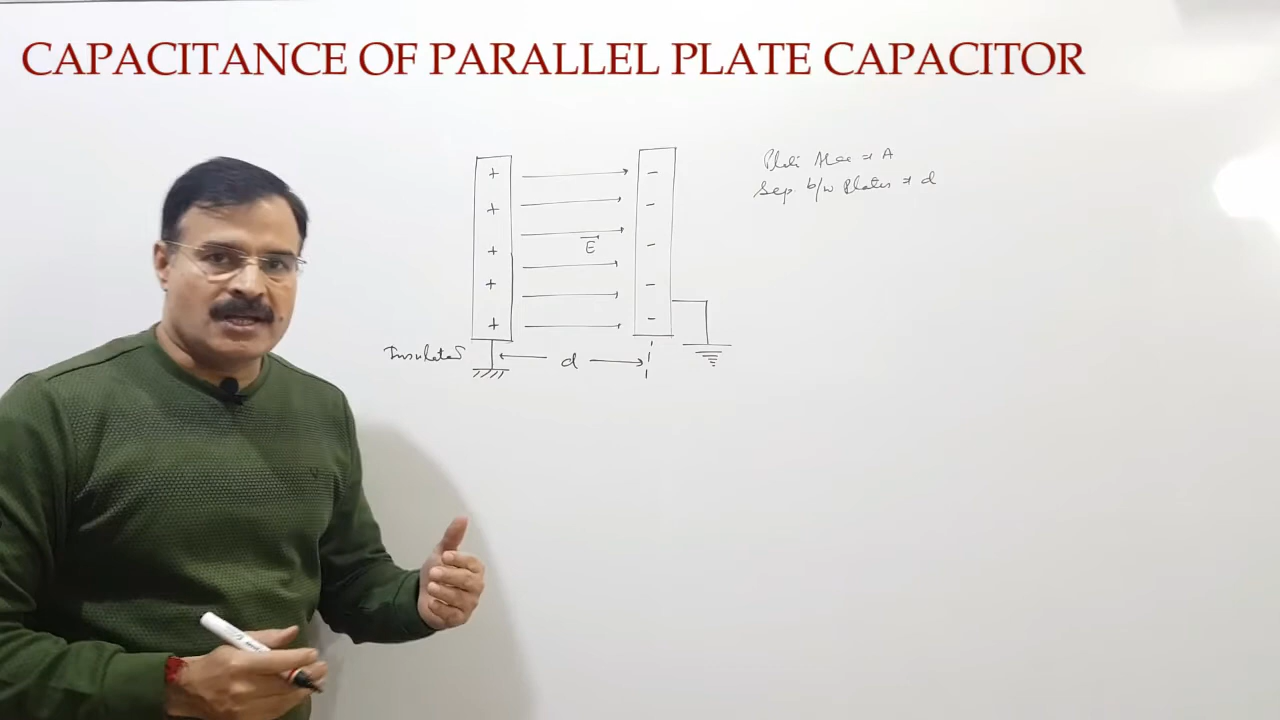 CAPACITANCE OF PARALLEL PLATE CAPACITOR
+ -
+ -
E
+ -
+ -
+ -
Insulated
d
Plate Area → A
Sep. b/w Plates → d